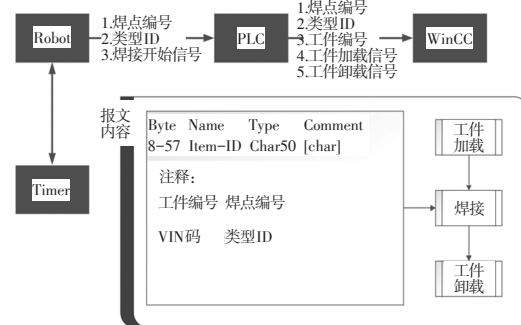 Robot
1.焊点编号
2.类型ID
3.焊接开始信号
PLC
1.焊点编号
2.类型ID
3.工件编号
4.工件加载信号
5.工件卸载信号
WinCC
Timer
报文
内容
Byte Name Type Comment
8-57 Item-ID Char50 [char]
注释：
工件编号 焊点编号
VIN码 类型ID
工件
加载
焊接
工件
卸载